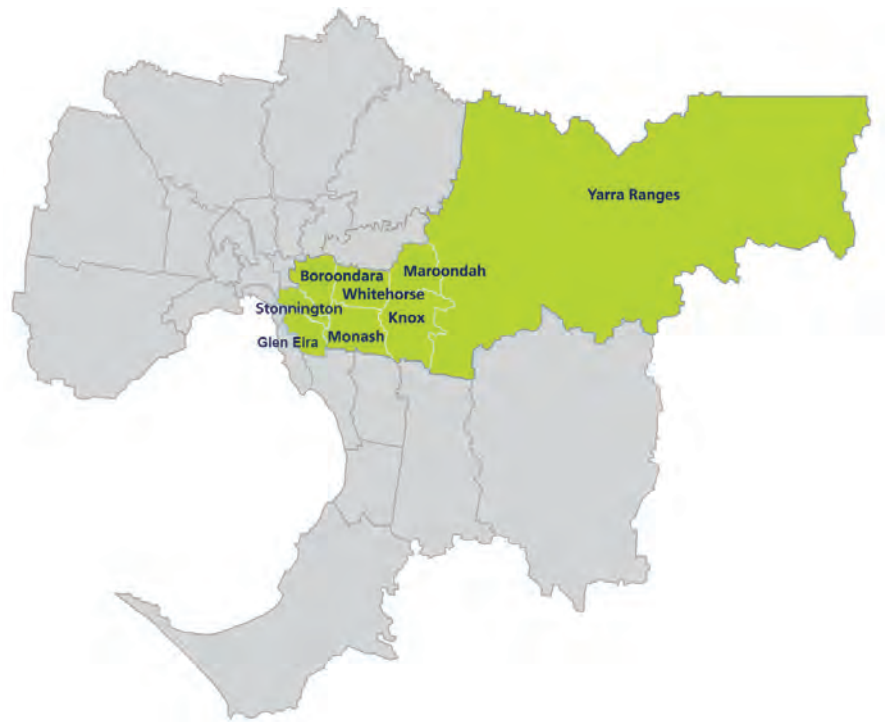 Yarra Ranges
Maroondah
Boroondara
Whitehorse
Stonnington
Knox
Monash
Glen Eira